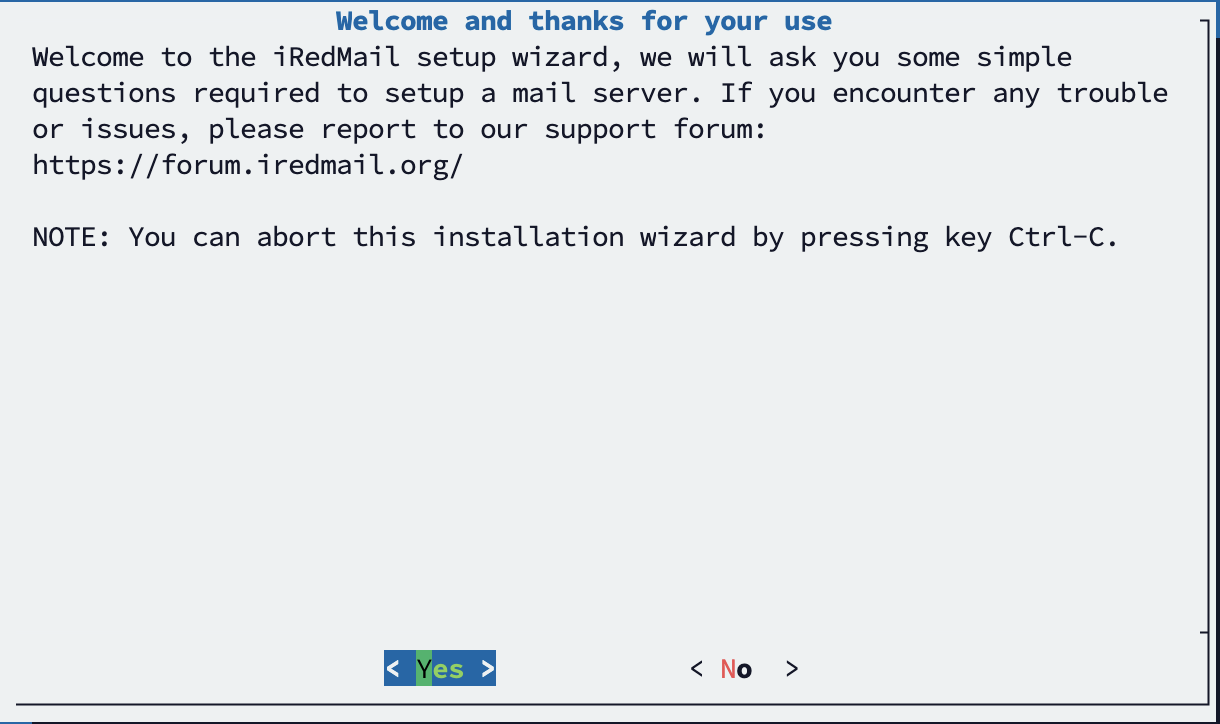 Welcome and thanks for your use
Welcome to the iRedMail setup wizard, we will ask you some simple
questions required to setup a mail server. If you encounter any trouble
or issues, please report to our support forum:
https://forum.iredmail.org/
NOTE: You can abort this installation wizard by pressing key Ctrl-C.
< Yes > < No >